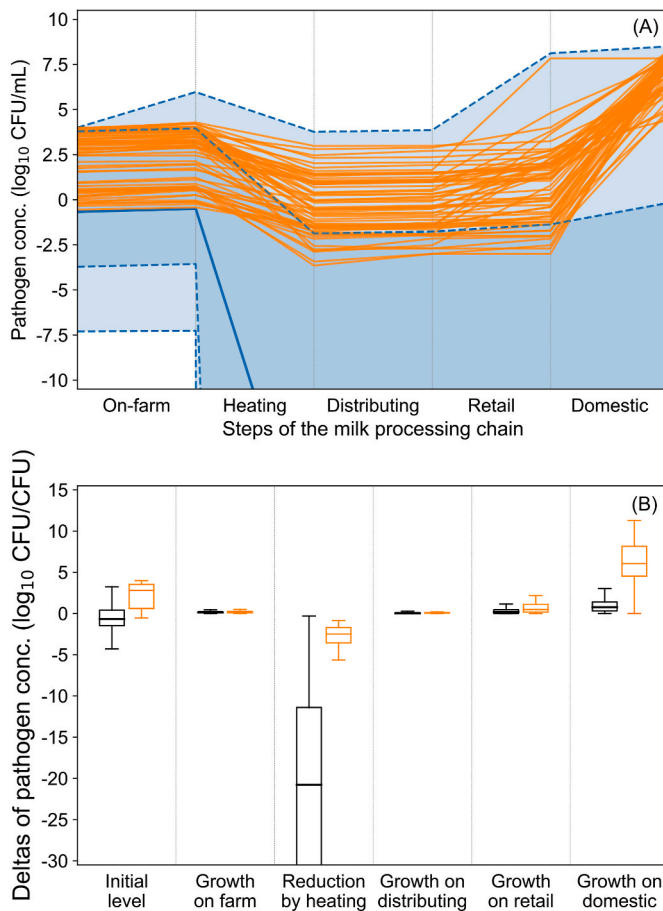 (A)
Pathogen conc. (log₁₀ CFU/mL)
10
7.5
5
2.5
0
-2.5
-5
-7.5
-10
On-farm Heating Distributing Retail Domestic
Steps of the milk processing chain
(B)
Deltas of pathogen conc. (log₁₀ CFU/CFU)
15
10
5
0
-5
-10
-15
-20
-25
-30
Initial level
Growth on farm
Reduction by heating
Growth on distributing
Growth on retail
Growth on domestic